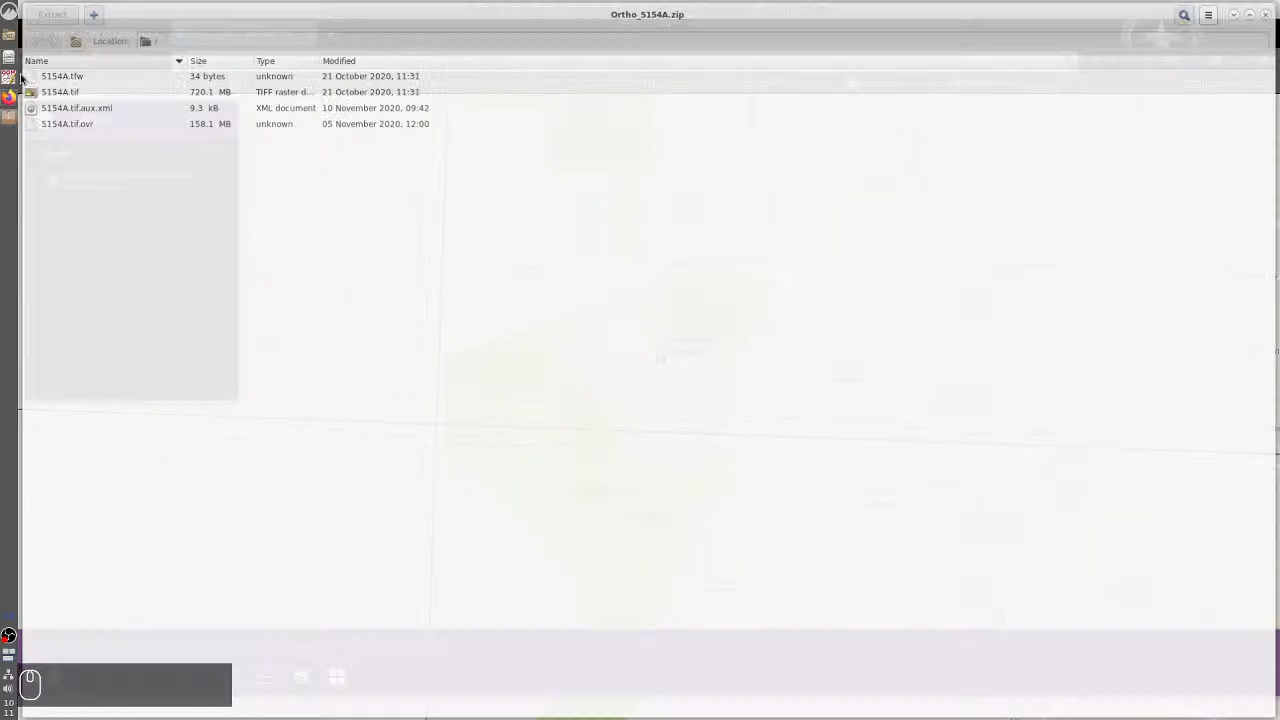 Extract
Ortho_5154A.zip
Location:
/
Name Size Type Modified
5154A.tfw 34 bytes unknown 21 October 2020, 11:31
5154A.tif 720.1 MB TIFF raster d... 21 October 2020, 11:31
5154A.tif.aux.xml 9.3 kB XML document 10 November 2020, 09:42
5154A.tif.ovr 158.1 MB unknown 05 November 2020, 12:00
10
11